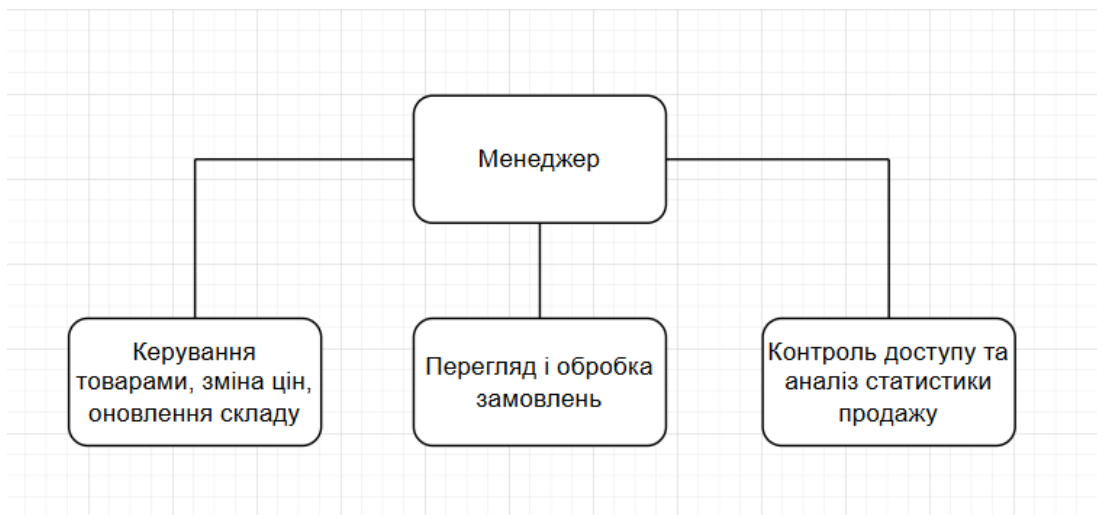 Менеджер
Керування
товарами, зміна цін,
оновлення складу
Перегляд і обробка
замовлень
Контроль доступу та
аналіз статистики
продажу